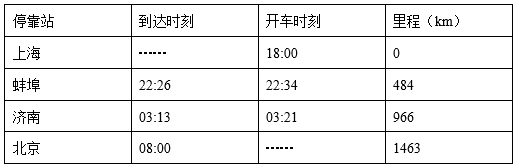 停靠站 到达时刻 开车时刻 里程（km）
上海 ------ 18:00 0
蚌埠 22:26 22:34 484
济南 03:13 03:21 966
北京 08:00 ------ 1463